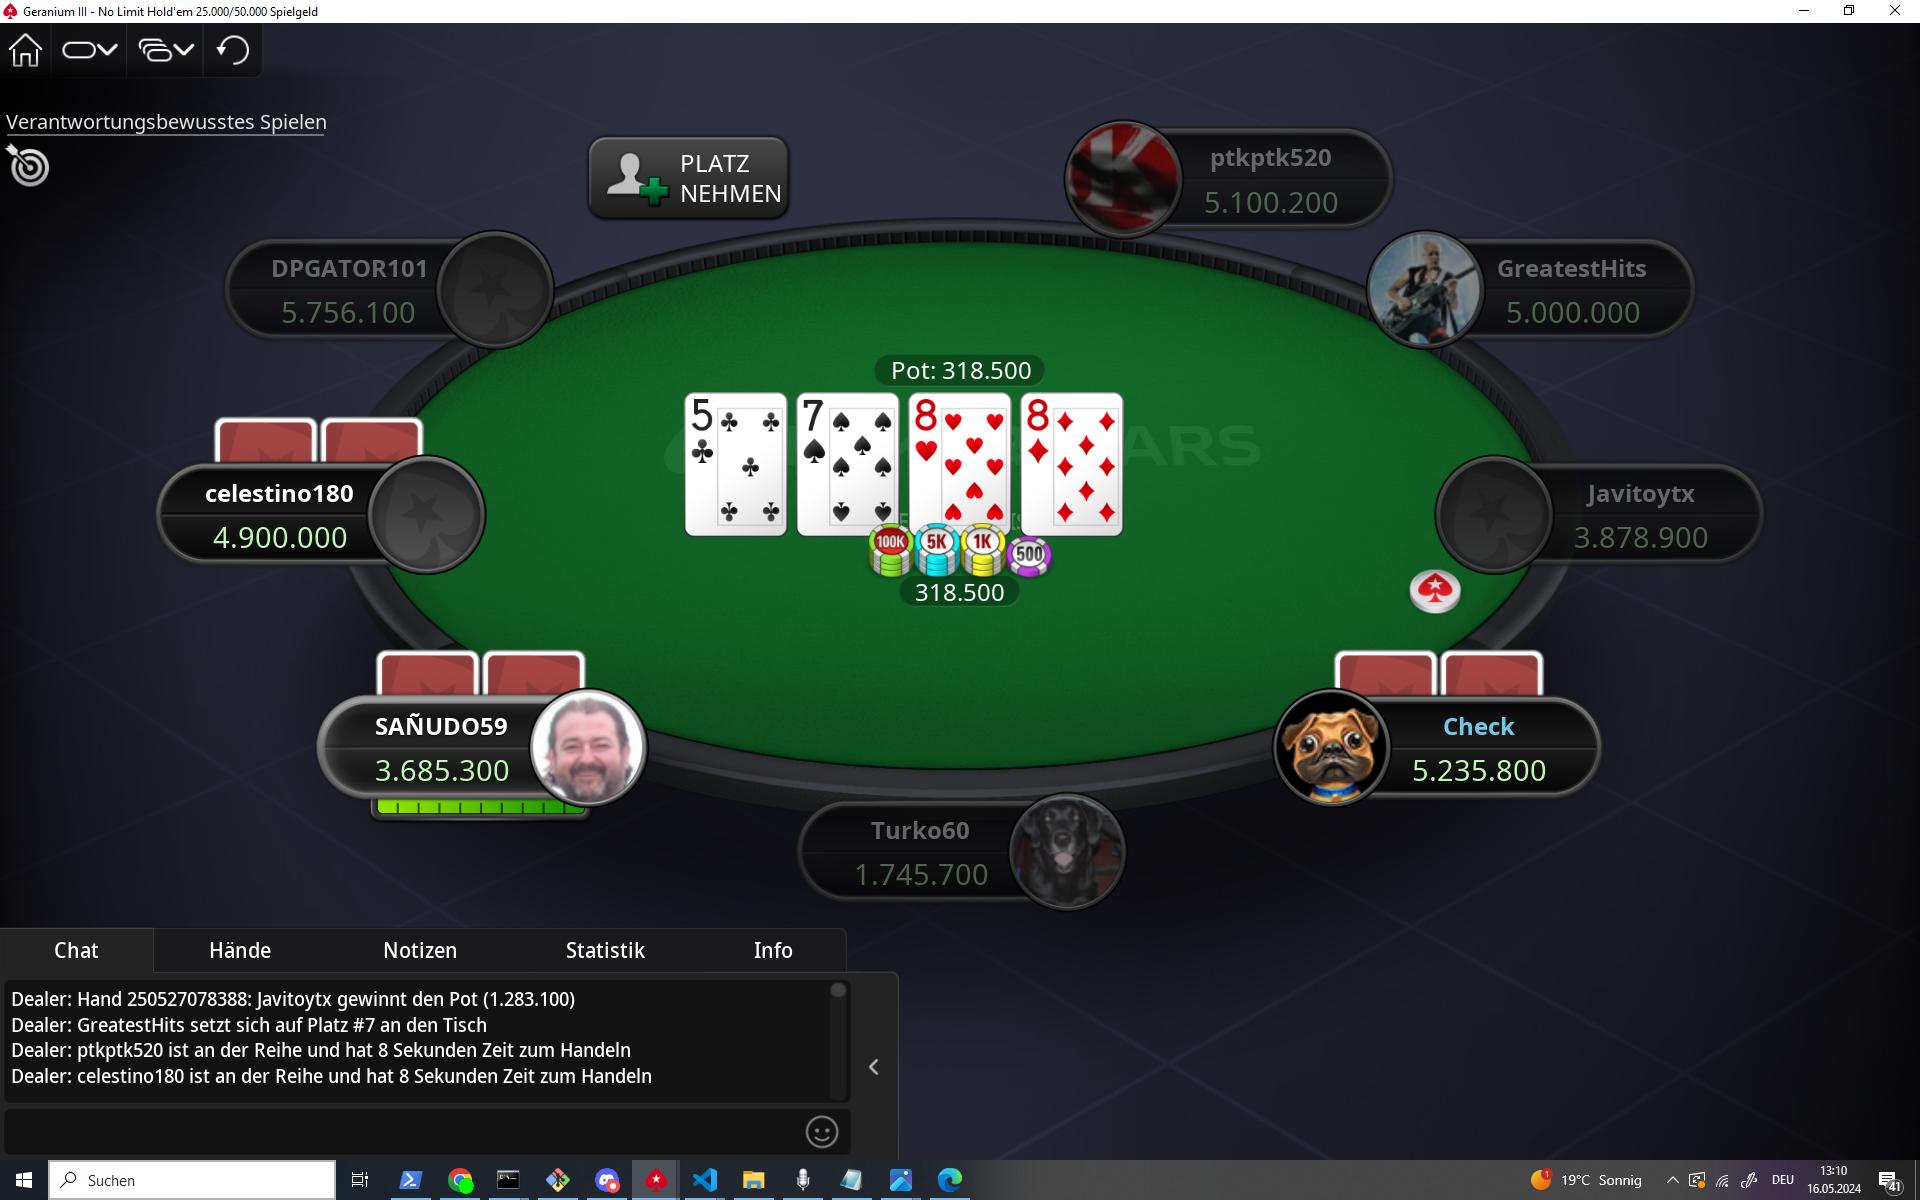 Geranium III - No Limit Hold'em 25.000/50.000 Spielgeld
Verantwortungsbewusstes Spielen
PLATZ
NEHMEN
ptkptk520
5.100.200
DPGATOR101
5.756.100
GreatestHits
5.000.000
Pot: 318.500
5
7
8
8
celestino180
4.900.000
Javitoytx
3.878.900
100K
5K
1K
500
318.500
SAÑUDO59
3.685.300
Check
5.235.800
Turko60
1.745.700
Chat
Hände
Notizen
Statistik
Info
Dealer: Hand 250527078388: Javitoytx gewinnt den Pot (1.283.100)
Dealer: GreatestHits setzt sich auf Platz #7 an den Tisch
Dealer: ptkptk520 ist an der Reihe und hat 8 Sekunden Zeit zum Handeln
Dealer: celestino180 ist an der Reihe und hat 8 Sekunden Zeit zum Handeln
Suchen
1
19°C Sonnig
DEU
13:10
16.05.2024
41